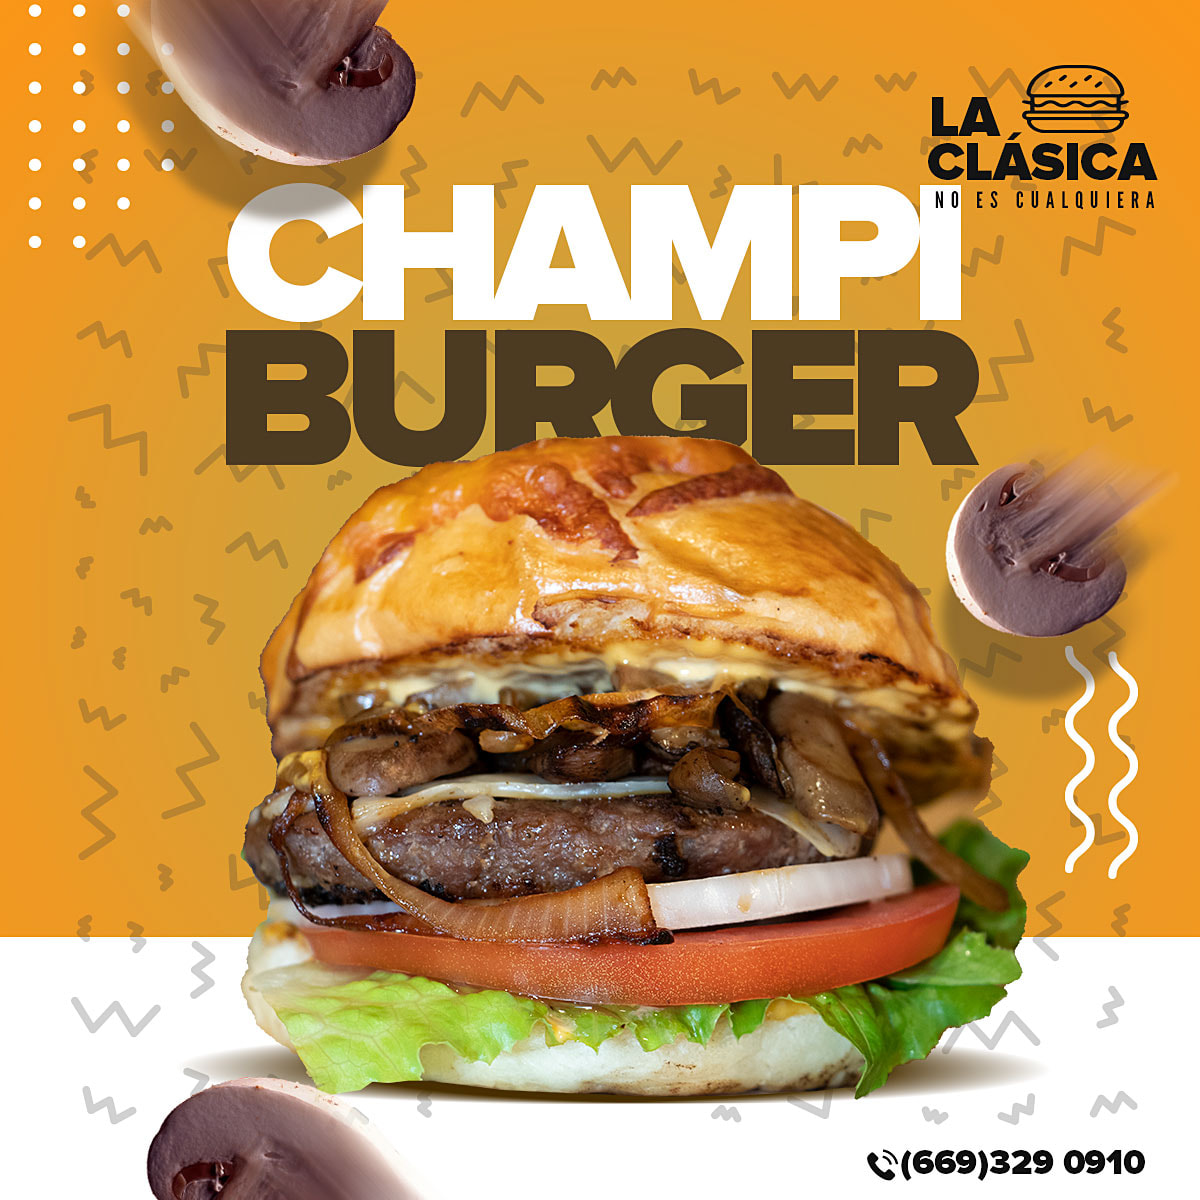 LA
CLÁSICA
NO ES CUALQUIERA
CHAMPI
BURGER
(669)329 0910